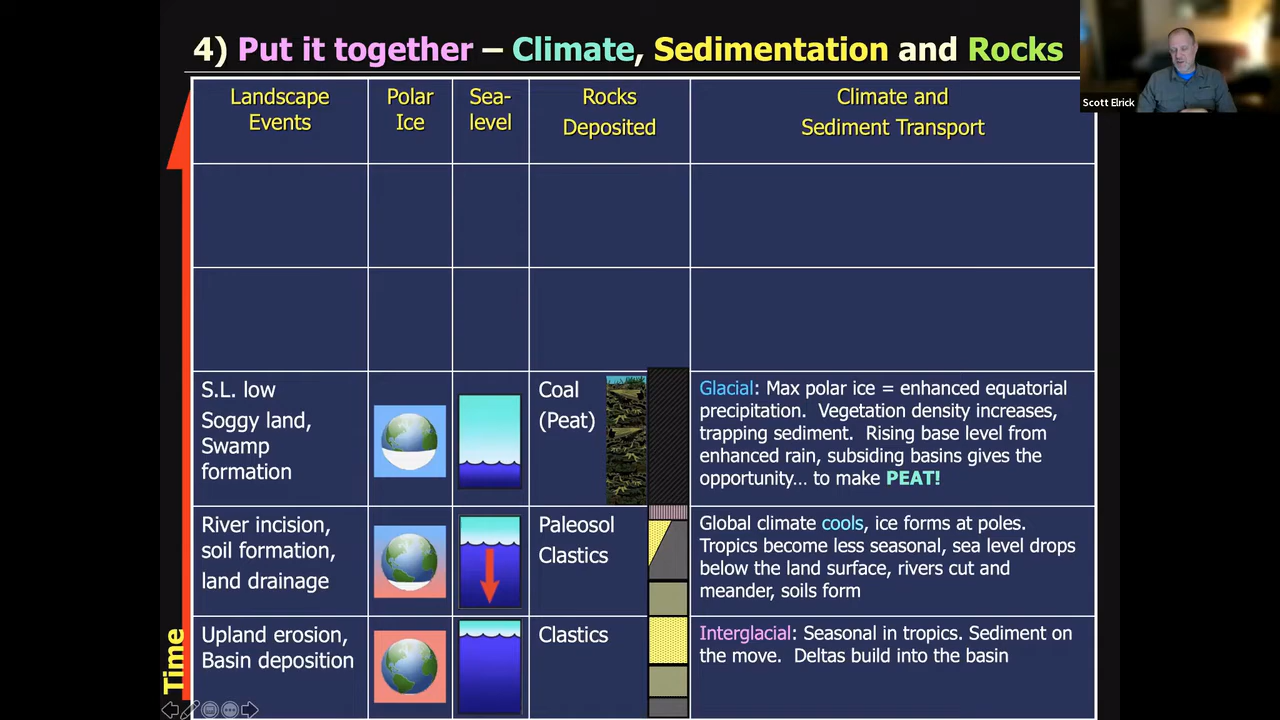 4) Put it together – Climate, Sedimentation and Rocks
Scott Elrick
Landscape
Events
Polar
Ice
Sea-
level
Rocks
Deposited
Climate and
Sediment Transport
S.L. low
Soggy land,
Swamp
formation
Coal
(Peat)
Glacial: Max polar ice = enhanced equatorial
precipitation. Vegetation density increases,
trapping sediment. Rising base level from
enhanced rain, subsiding basins gives the
opportunity... to make PEAT!
River incision,
soil formation,
land drainage
Paleosol
Clastics
Global climate cools, ice forms at poles.
Tropics become less seasonal, sea level drops
below the land surface, rivers cut and
meander, soils form
Upland erosion,
Basin deposition
Clastics
Interglacial: Seasonal in tropics. Sediment on
the move. Deltas build into the basin
Time